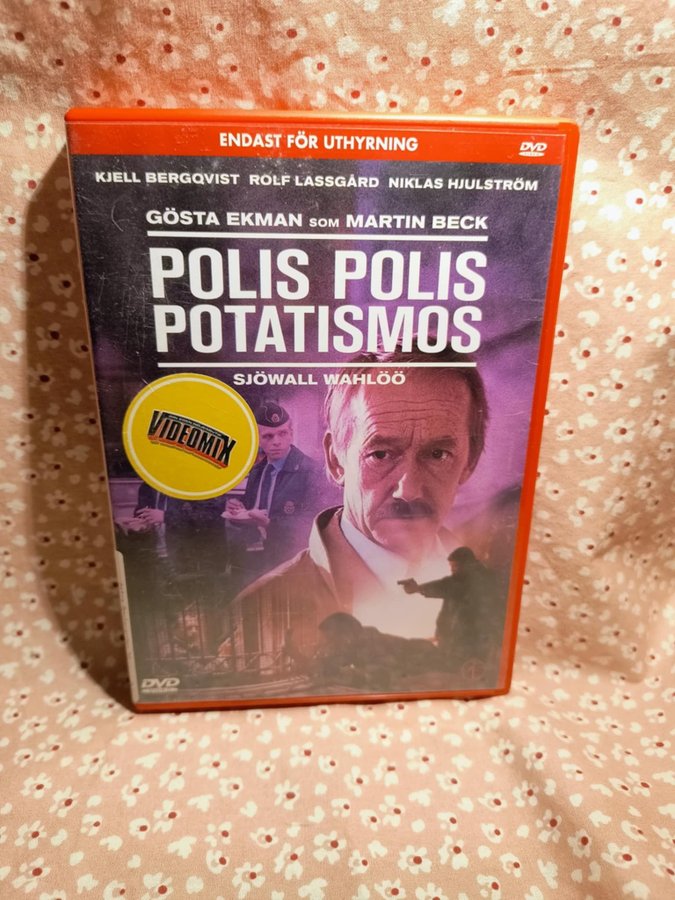 ENDAST FÖR UTHYRNING
DVD
KJELL BERGQVIST ROLF LASSGÅRD NIKLAS HJULSTRÖM
GÖSTA EKMAN SOM MARTIN BECK
POLIS POLIS
POTATISMOS
SJÖWALL WAHLÖÖ
VIDEOMIX
DVD